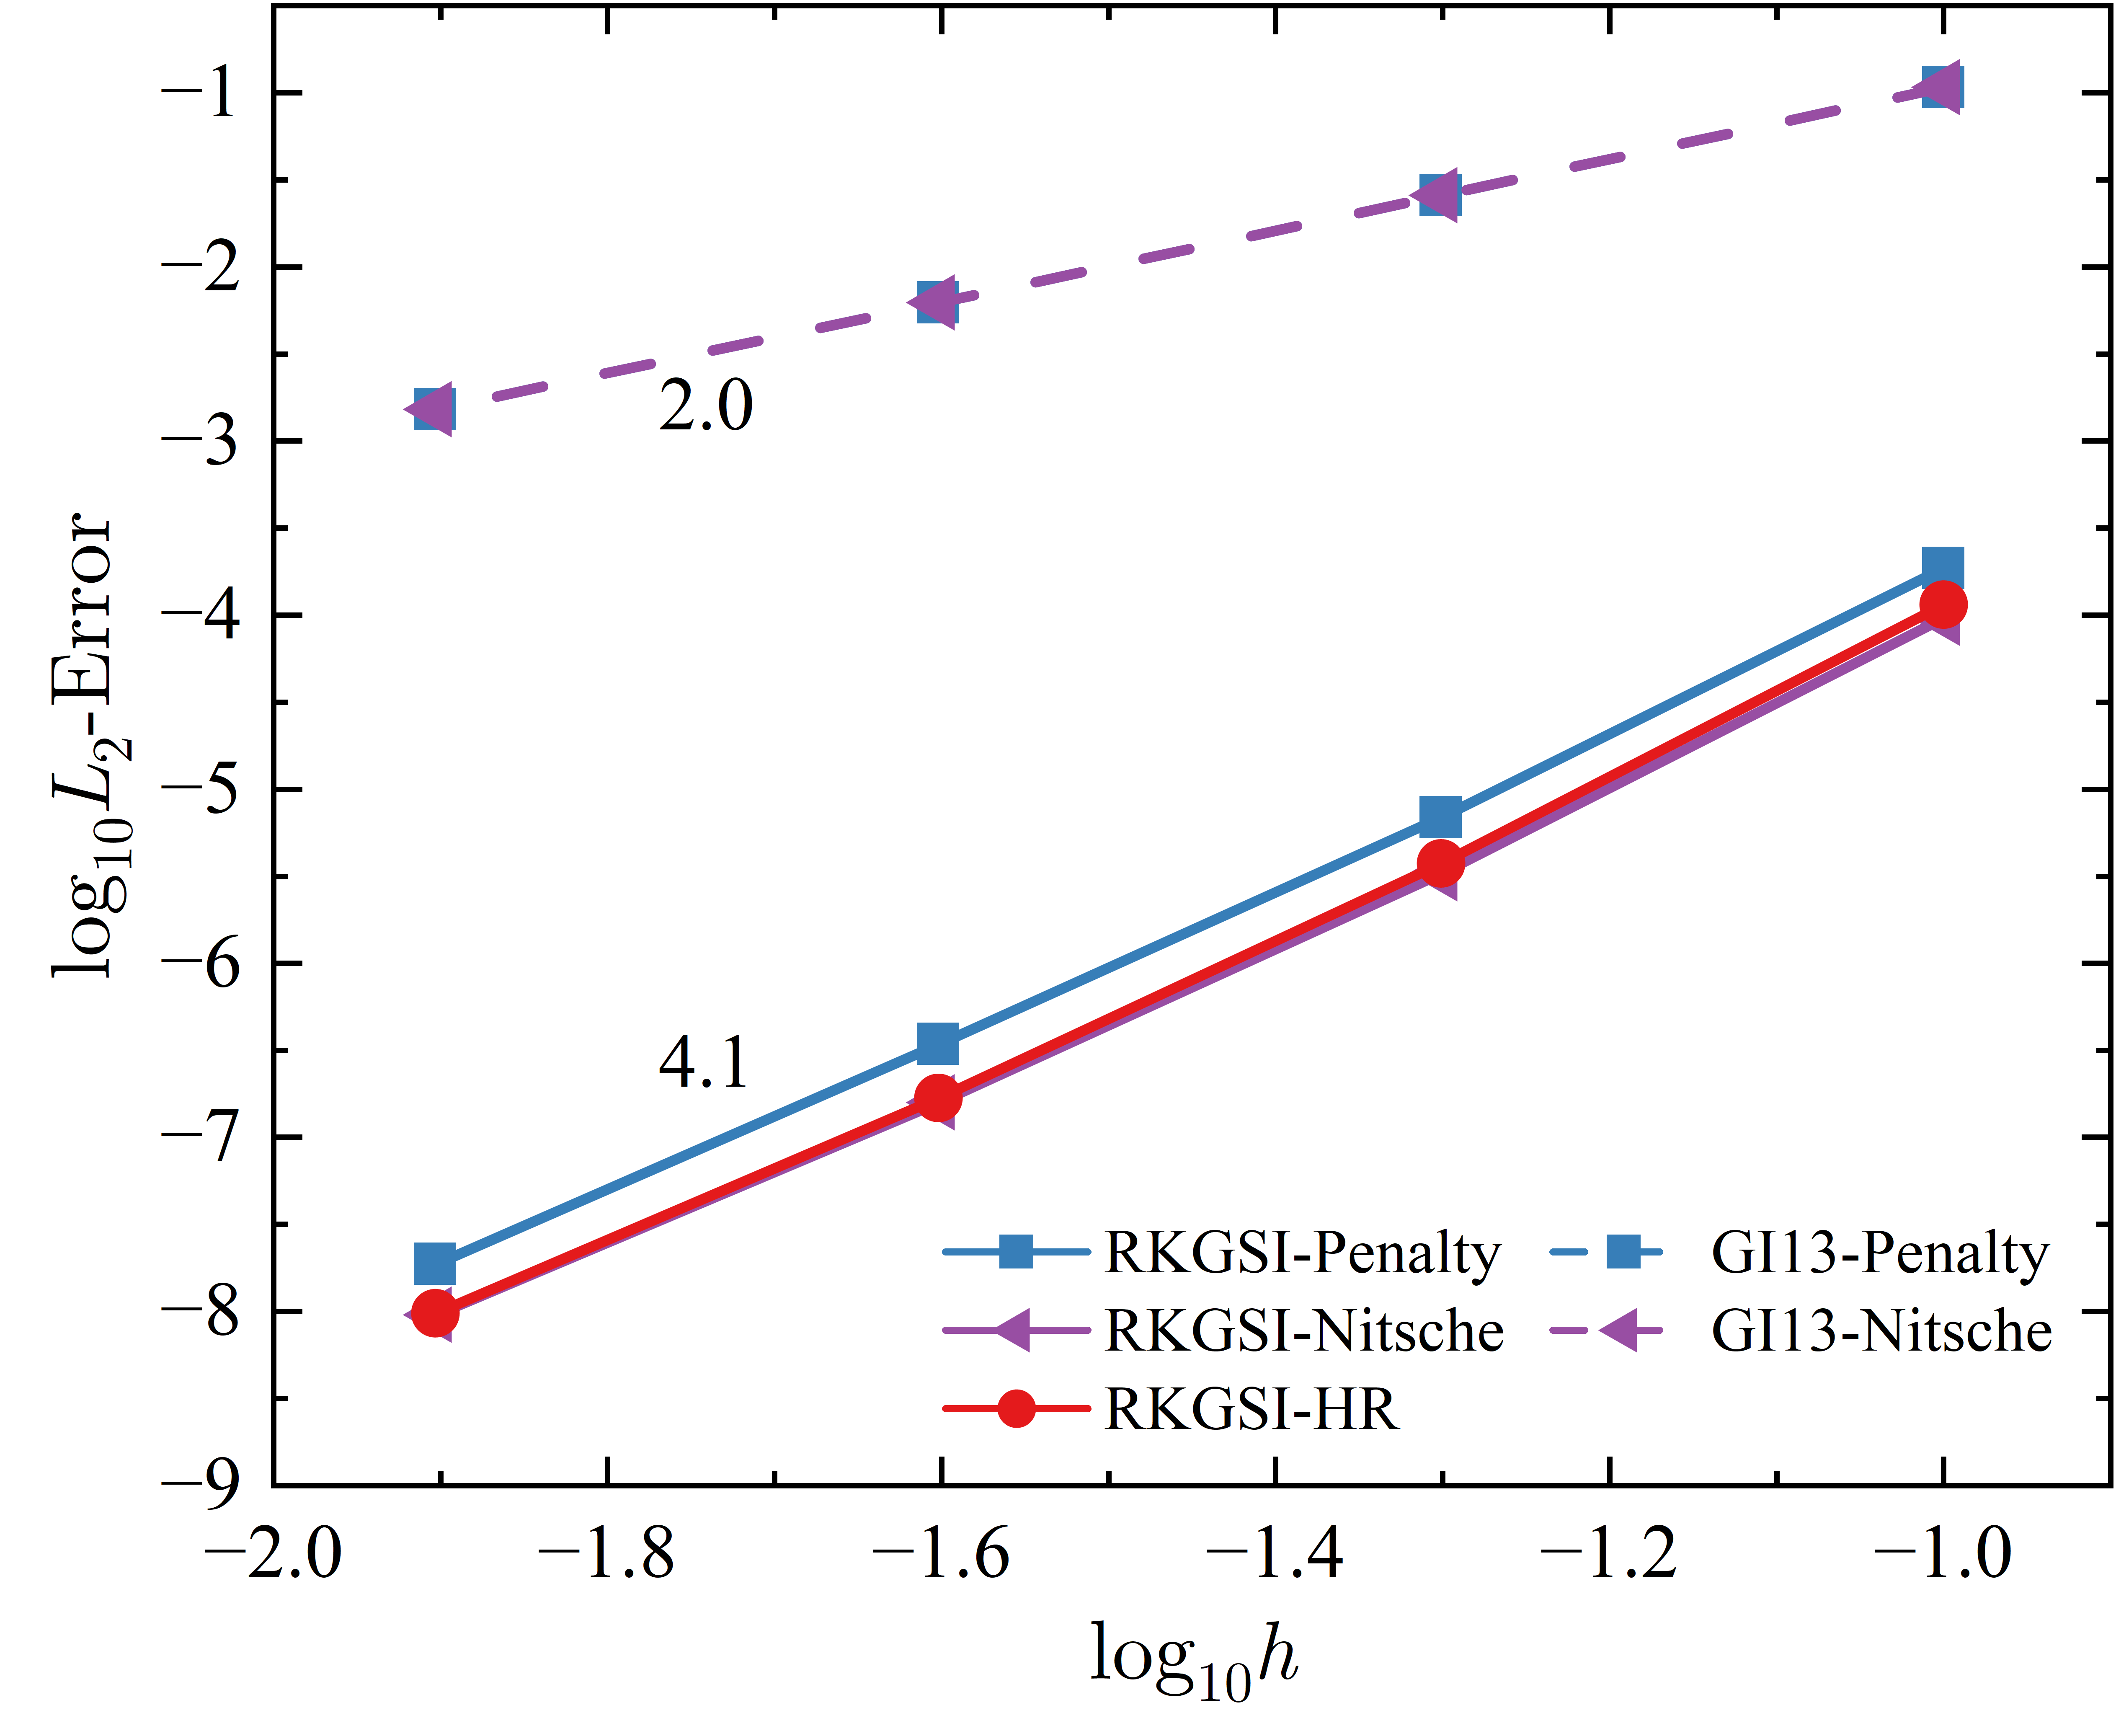 log₁₀L₂-Error
−1
−2
−3
−4
−5
−6
−7
−8
−9
2.0
4.1
RKGSI-Penalty
GI13-Penalty
RKGSI-Nitsche
GI13-Nitsche
RKGSI-HR
−2.0 −1.8 −1.6 −1.4 −1.2 −1.0
log₁₀h